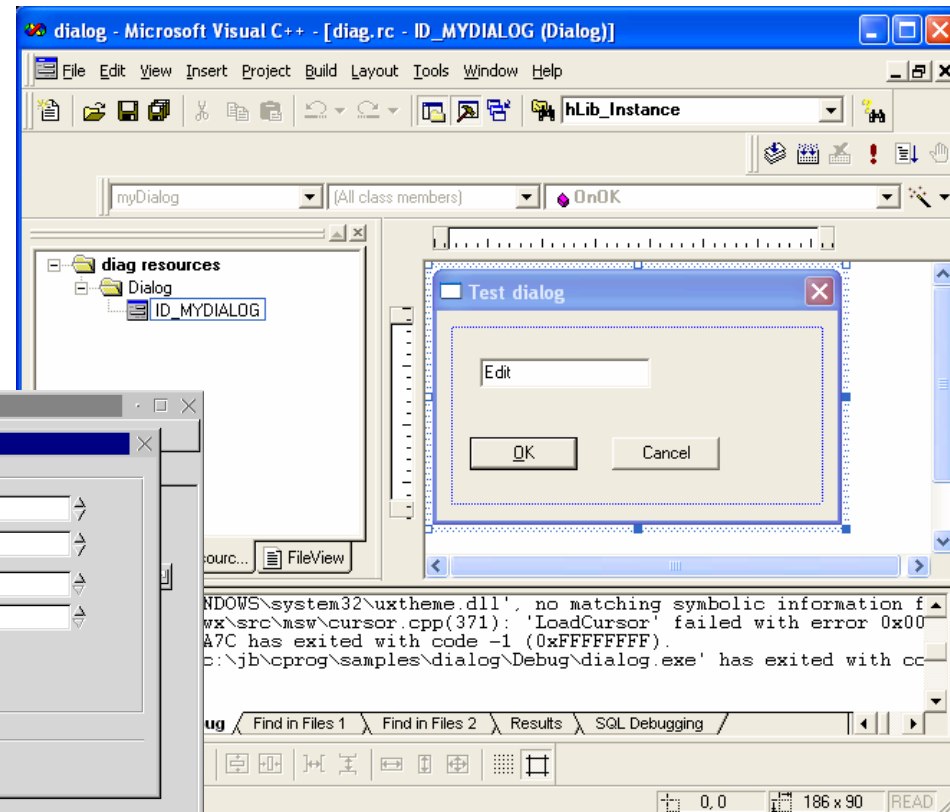 dialog - Microsoft Visual C++ - [diag.rc - ID_MYDIALOG (Dialog)]
File Edit View Insert Project Build Layout Tools Window Help
hLib_Instance
myDialog (All class members) OnOK
diag resources
Dialog
ID_MYDIALOG
Test dialog
Edit
OK Cancel
ourc... FileView
NDOWS\system32\uxtheme.dll', no matching symbolic information f
wx\src\msw\cursor.cpp(371): 'LoadCursor' failed with error 0x00
A7C has exited with code -1 (0xFFFFFFFF).
c:\jb\cprog\samples\dialog\Debug\dialog.exe' has exited with co
ug Find in Files 1 Find in Files 2 Results SQL Debugging
0, 0 186 x 90 READ